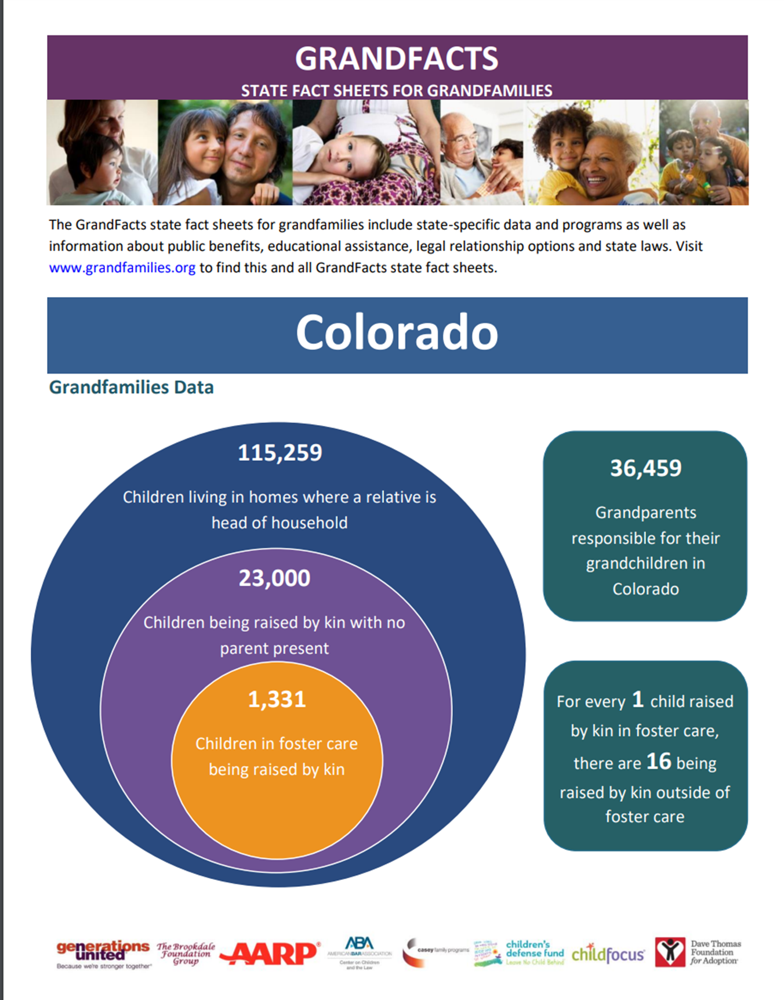 GRANDFACTS
STATE FACT SHEETS FOR GRANDFAMILIES
The GrandFacts state fact sheets for grandfamilies include state-specific data and programs as well as
information about public benefits, educational assistance, legal relationship options and state laws. Visit
www.grandfamilies.org to find this and all GrandFacts state fact sheets.
Colorado
Grandfamilies Data
115,259
Children living in homes where a relative is
head of household
23,000
Children being raised by kin with no
parent present
1,331
Children in foster care
being raised by kin
36,459
Grandparents
responsible for their
grandchildren in
Colorado
For every 1 child raised
by kin in foster care,
there are 16 being
raised by kin outside of
foster care
generations
united
Because we're stronger together®
The Brookdale
Foundation
Group
AARP®
ABA
AMERICAN BAR ASSOCIATION
Center on Children
and the Law
casey family programs
children's
defense fund
Leave No Child Behind
childfocus
Dave Thomas
Foundation
for Adoption